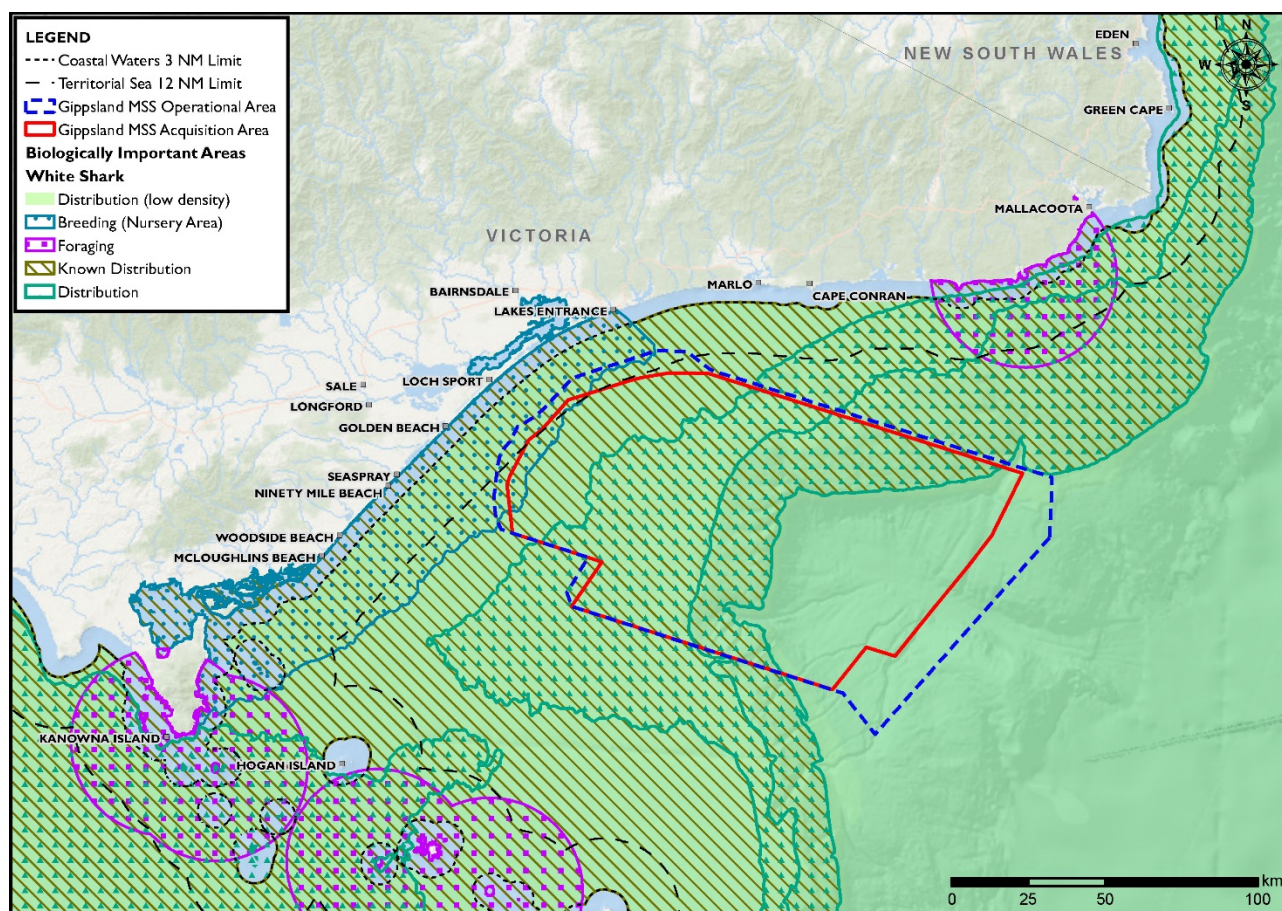 LEGEND
Coastal Waters 3 NM Limit
Territorial Sea 12 NM Limit
Gippsland MSS Operational Area
Gippsland MSS Acquisition Area
Biologically Important Areas
White Shark
Distribution (low density)
Breeding (Nursery Area)
Foraging
Known Distribution
Distribution
EDEN
NEW SOUTH WALES
N
W
E
S
GREEN CAPE
MALLACOOTA
VICTORIA
BAIRNSDALE
MARLO
CAPE CONRAN
LAKES ENTRANCE
SALE
LOCH SPORT
LONGFORD
GOLDEN BEACH
SEASPRAY
NINETY MILE BEACH
WOODSIDE BEACH
MCLOUGHLINS BEACH
KANOWNA ISLAND
HOGAN ISLAND
km
0 25 50 100